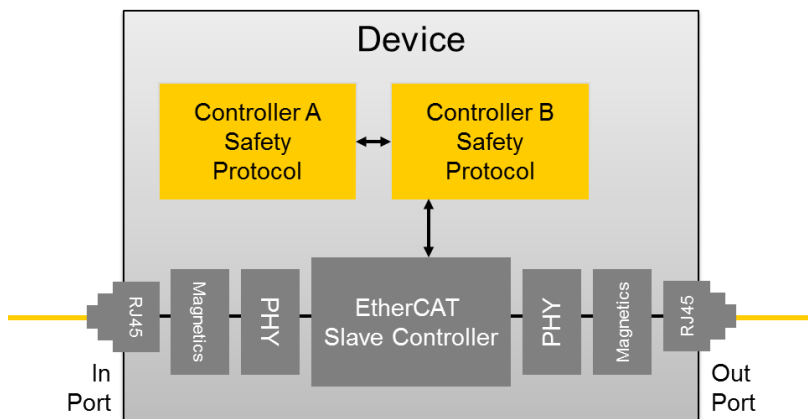 Device
Controller A
Safety
Protocol
Controller B
Safety
Protocol
RJ45
Magnetics
PHY
EtherCAT
Slave Controller
PHY
Magnetics
RJ45
In
Port
Out
Port